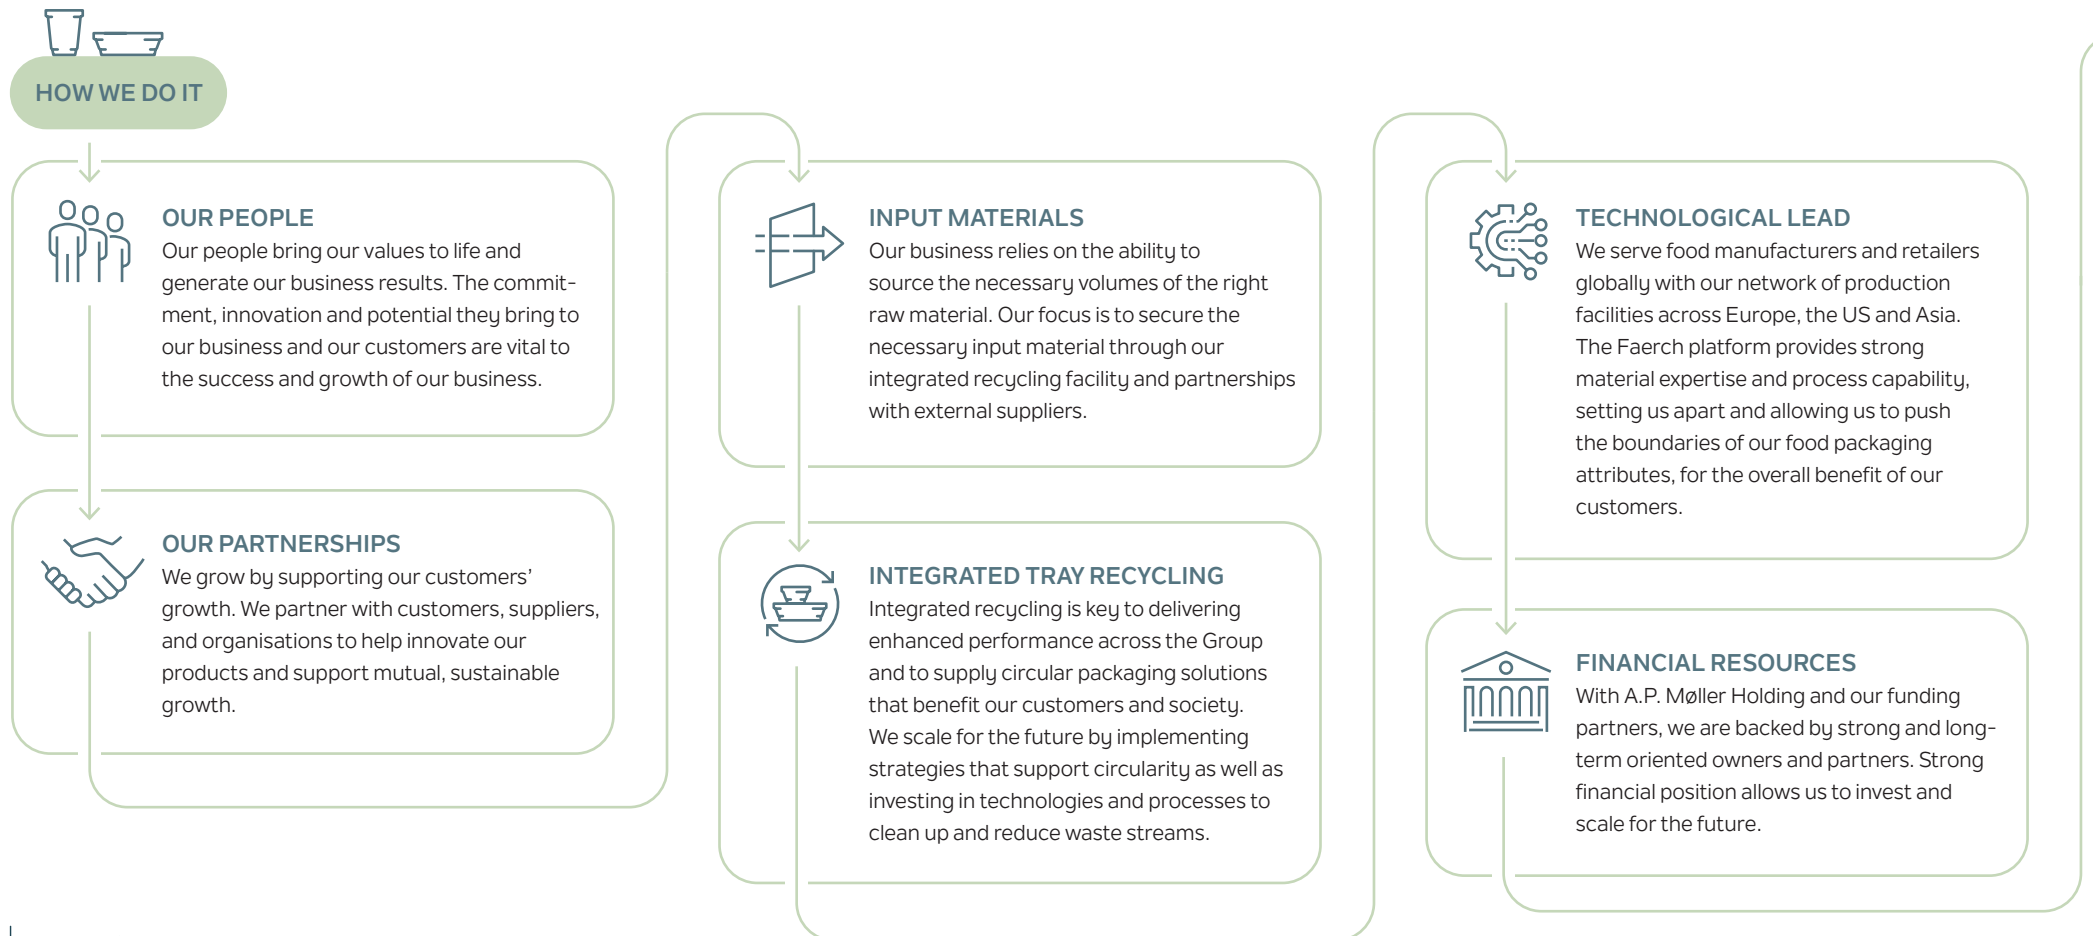 HOW WE DO IT
OUR PEOPLE
Our people bring our values to life and
generate our business results. The commit-
ment, innovation and potential they bring to
our business and our customers are vital to
the success and growth of our business.
OUR PARTNERSHIPS
We grow by supporting our customers’
growth. We partner with customers, suppliers,
and organisations to help innovate our
products and support mutual, sustainable
growth.
INPUT MATERIALS
Our business relies on the ability to
source the necessary volumes of the right
raw material. Our focus is to secure the
necessary input material through our
integrated recycling facility and partnerships
with external suppliers.
INTEGRATED TRAY RECYCLING
Integrated recycling is key to delivering
enhanced performance across the Group
and to supply circular packaging solutions
that benefit our customers and society.
We scale for the future by implementing
strategies that support circularity as well as
investing in technologies and processes to
clean up and reduce waste streams.
TECHNOLOGICAL LEAD
We serve food manufacturers and retailers
globally with our network of production
facilities across Europe, the US and Asia.
The Faerch platform provides strong
material expertise and process capability,
setting us apart and allowing us to push
the boundaries of our food packaging
attributes, for the overall benefit of our
customers.
FINANCIAL RESOURCES
With A.P. Møller Holding and our funding
partners, we are backed by strong and long-
term oriented owners and partners. Strong
financial position allows us to invest and
scale for the future.